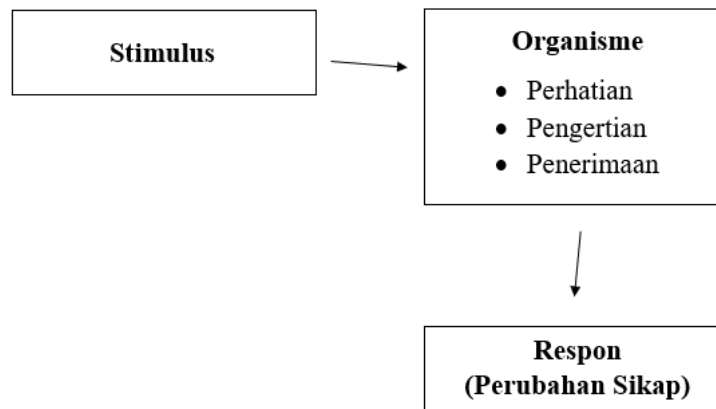 Stimulus
Organisme
• Perhatian
• Pengertian
• Penerimaan
Respon
(Perubahan Sikap)